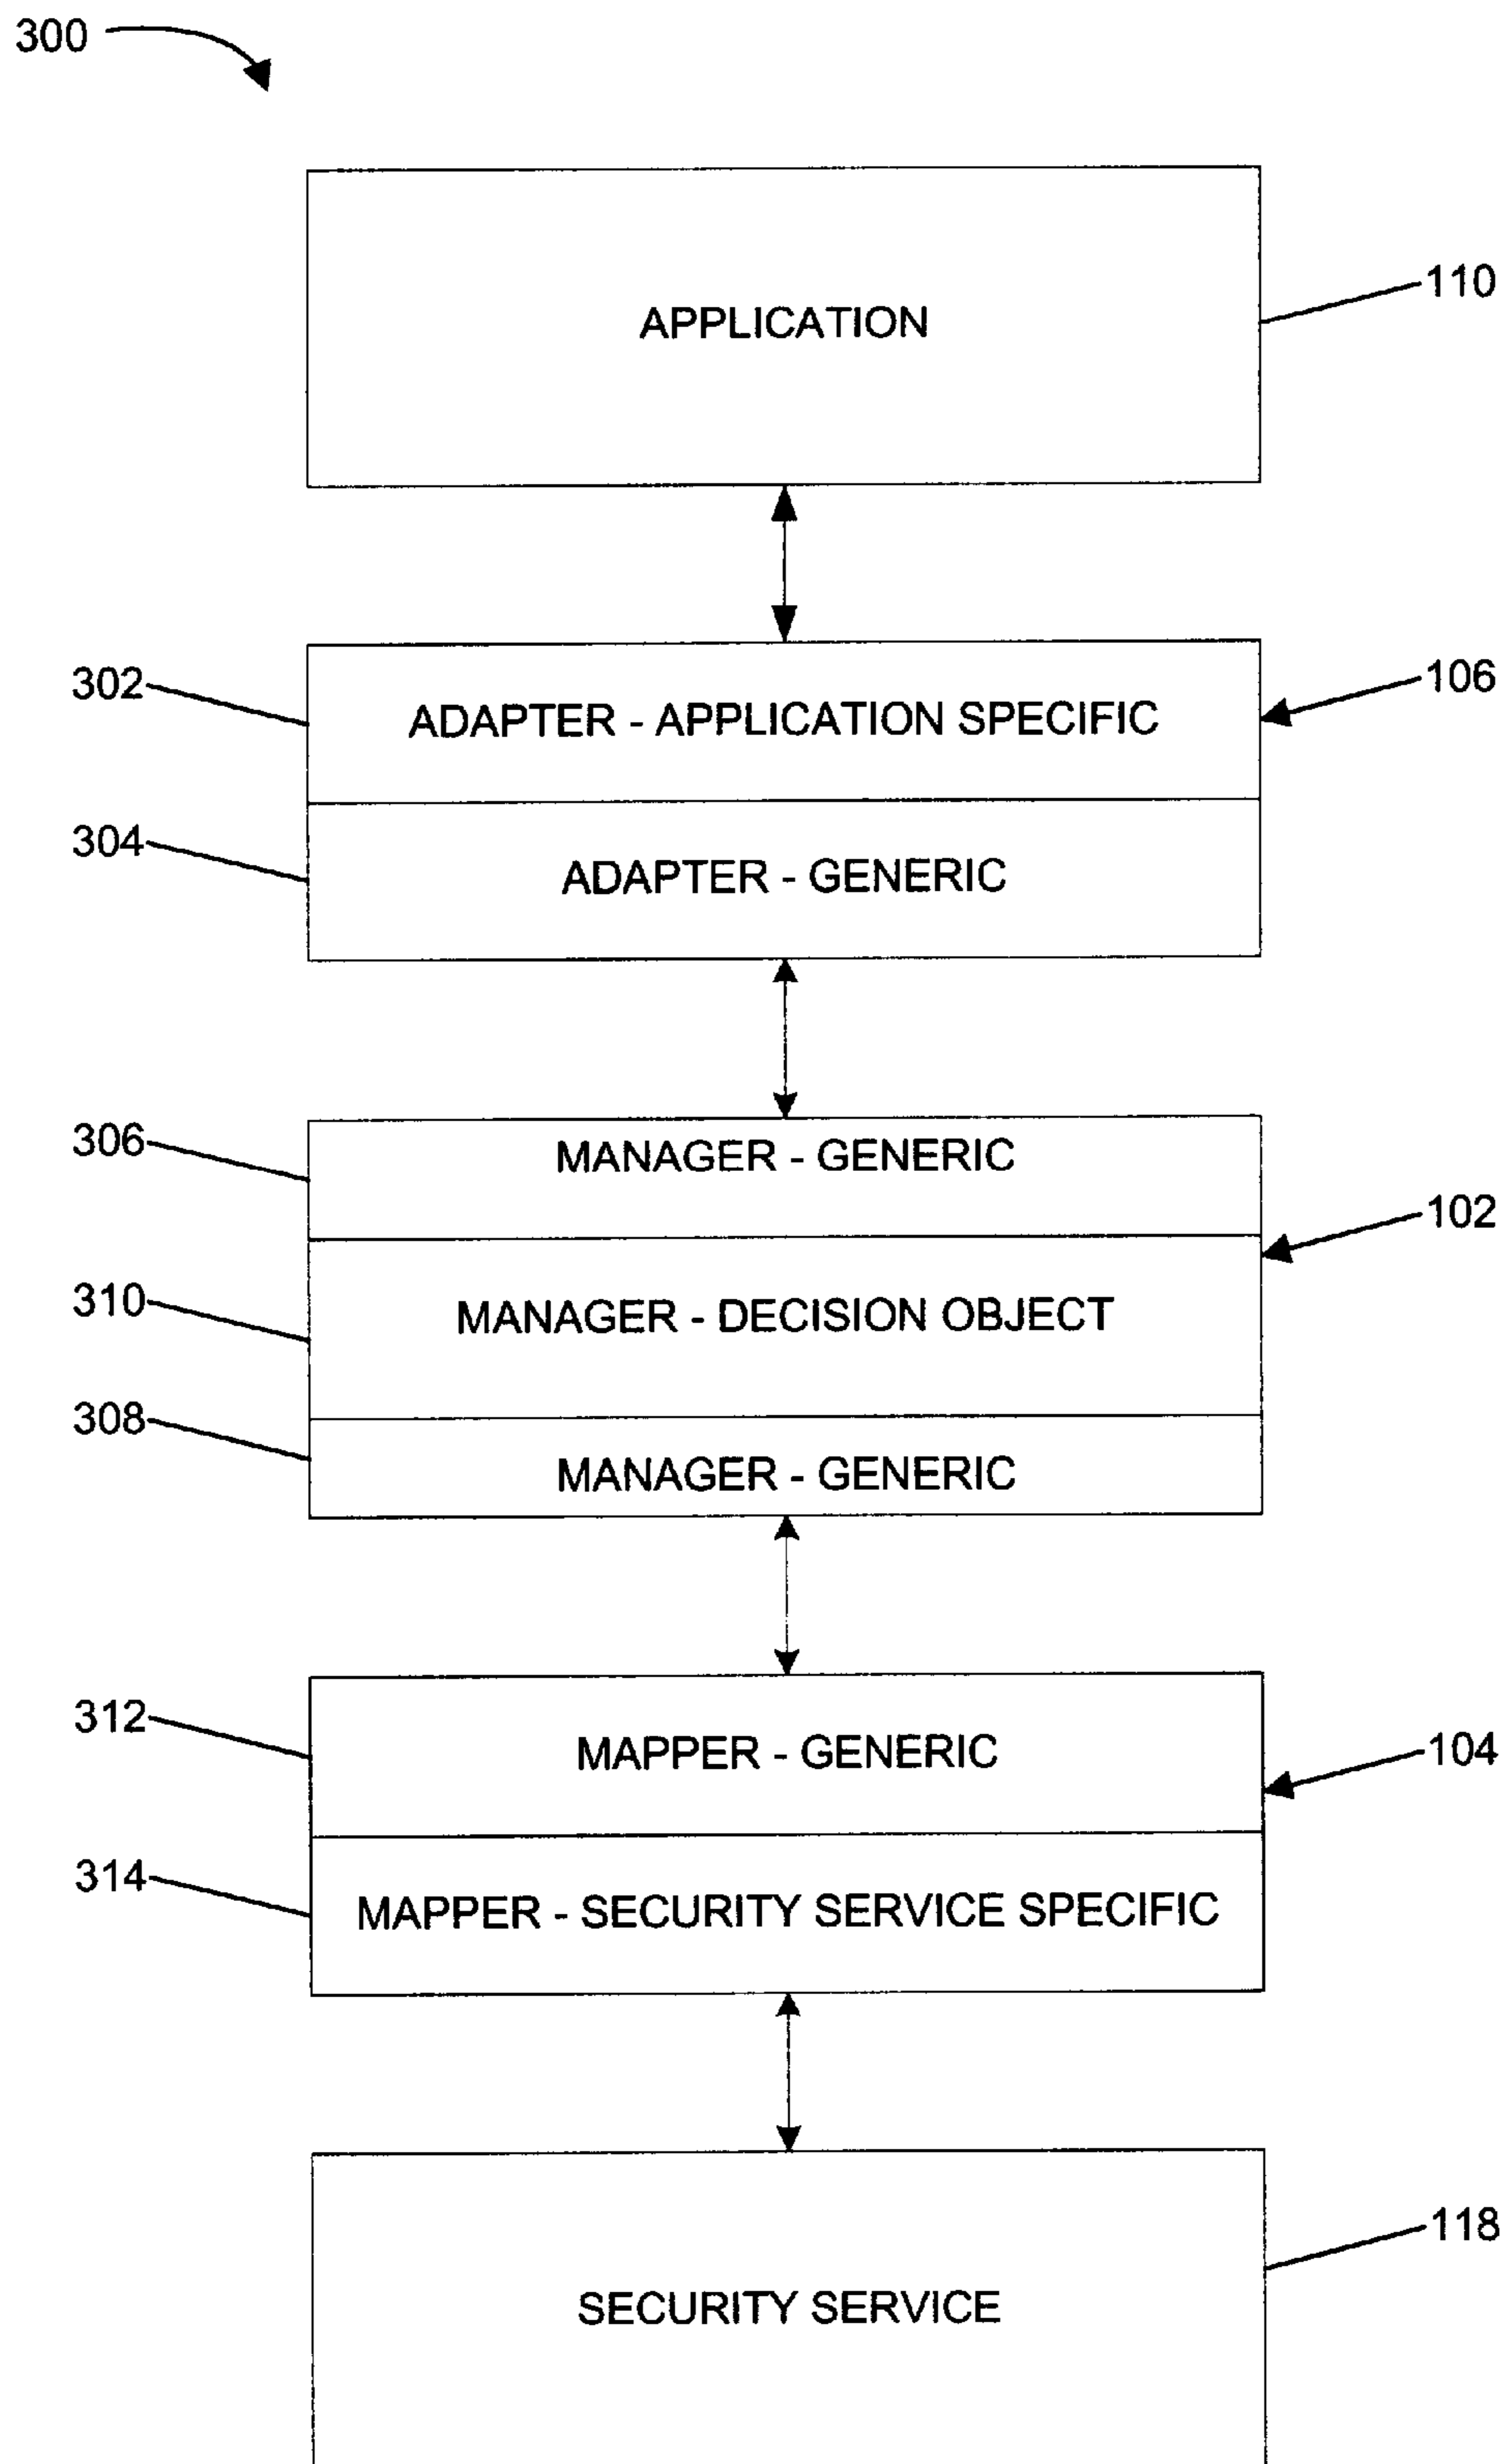 300
APPLICATION
110
302
ADAPTER - APPLICATION SPECIFIC
106
304
ADAPTER - GENERIC
306
MANAGER - GENERIC
102
310
MANAGER - DECISION OBJECT
308
MANAGER - GENERIC
312
MAPPER - GENERIC
104
314
MAPPER - SECURITY SERVICE SPECIFIC
118
SECURITY SERVICE